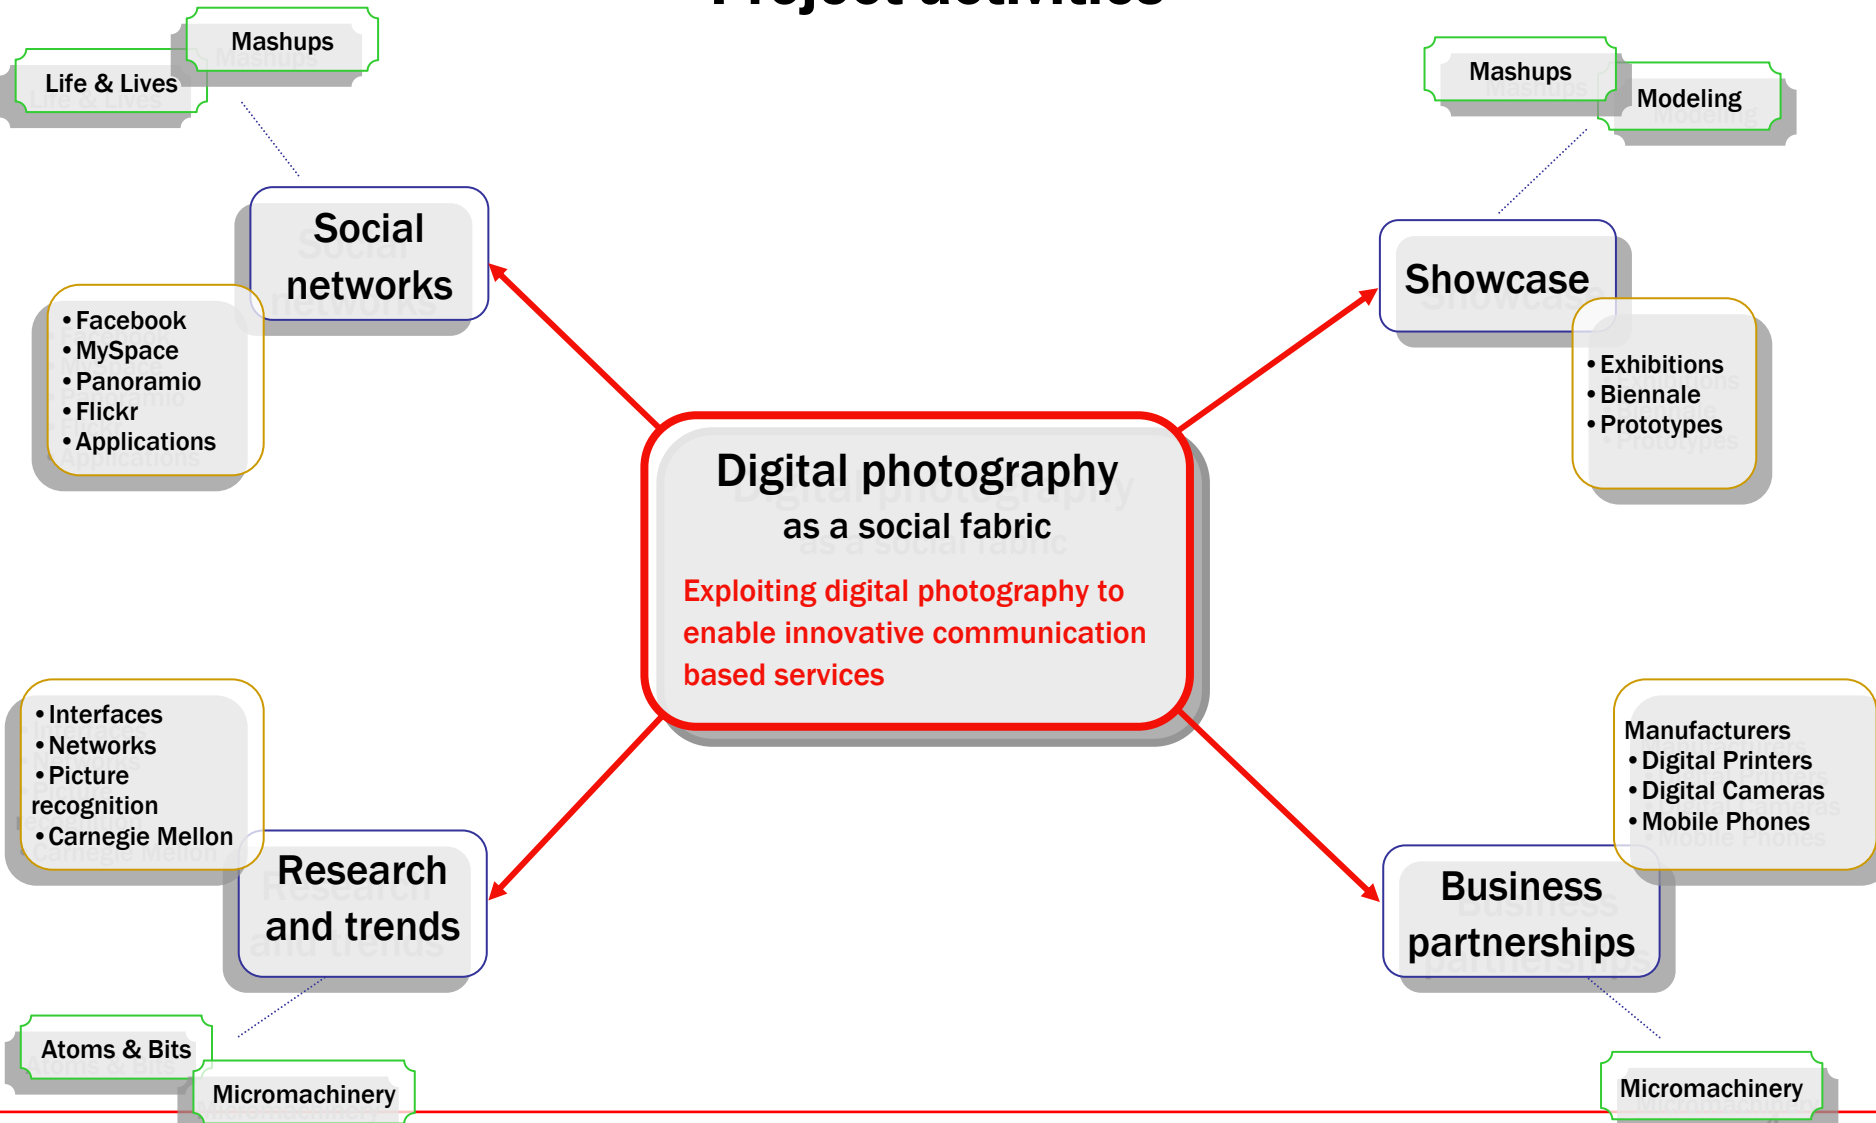 Project activities
Mashups
Life & Lives
Mashups
Modeling
Social
networks
Showcase
•Facebook
•MySpace
•Panoramio
•Flickr
•Applications
•Exhibitions
•Biennale
•Prototypes
Digital photography
as a social fabric
Exploiting digital photography to
enable innovative communication
based services
•Interfaces
•Networks
•Picture
recognition
•Carnegie Mellon
Manufacturers
•Digital Printers
•Digital Cameras
•Mobile Phones
Research
and trends
Business
partnerships
Atoms & Bits
Micromachinery
Micromachinery